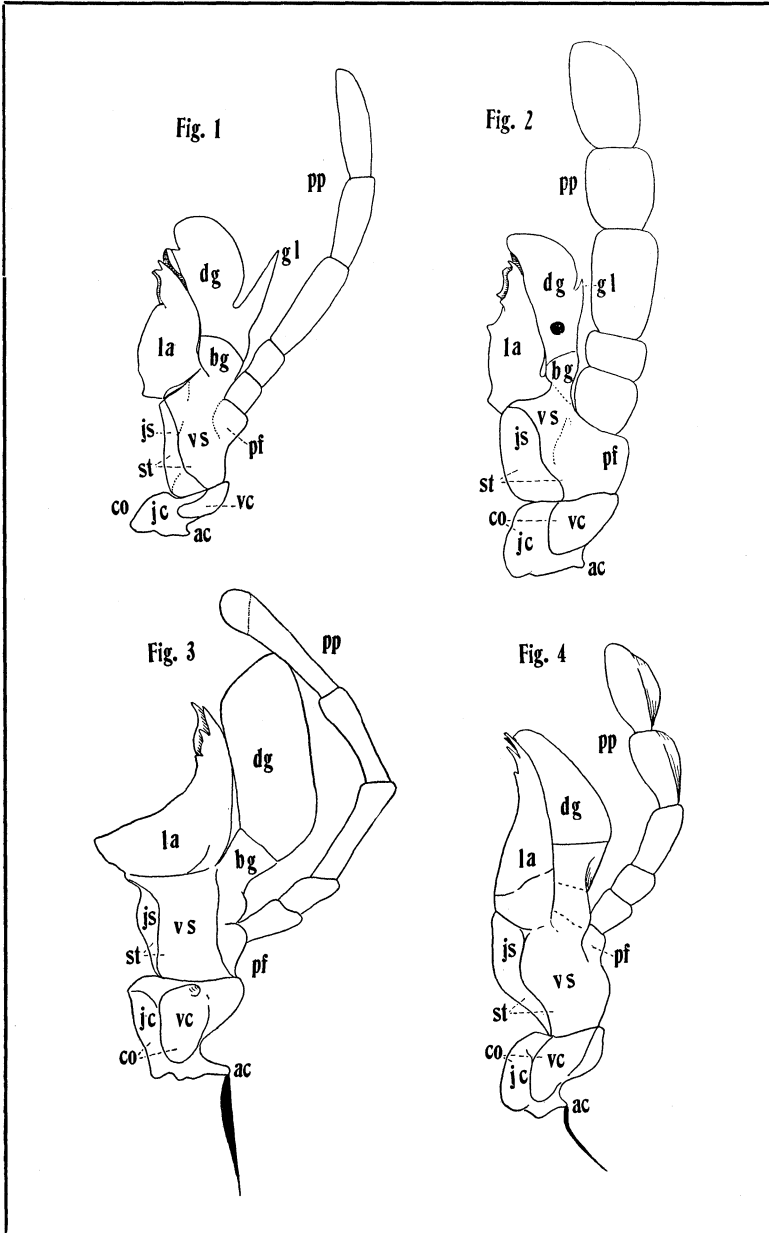 Fig. 1
pp
gl
dg
la
bg
js
vs
st
pf
co
jc
vc
ac
Fig. 2
pp
dg
gl
la
bg
vs
js
pf
st
co
vc
jc
ac
Fig. 3
pp
dg
la
bg
js
vs
st
pf
jc
vc
co
ac
Fig. 4
pp
dg
la
js
pf
vs
st
co
vc
jc
ac